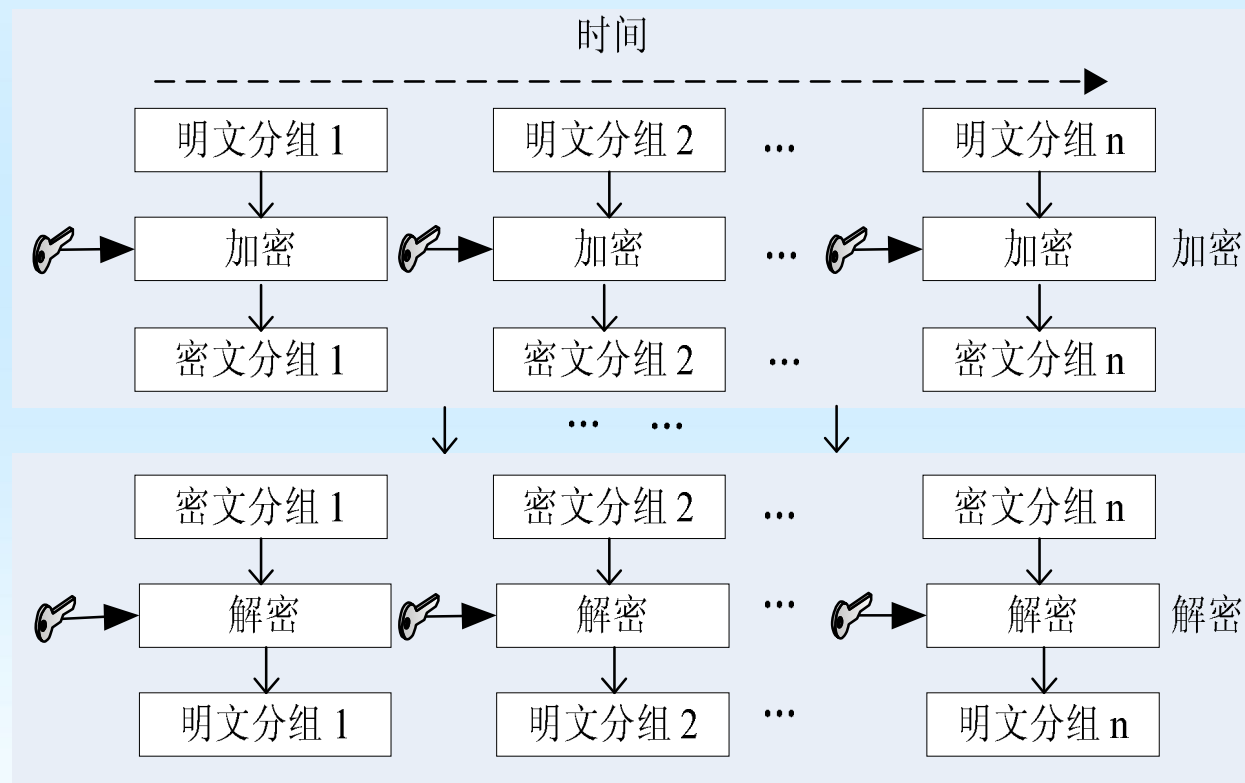 时间
明文分组 1 明文分组 2 ... 明文分组 n
加密 加密 ... 加密 加密
密文分组 1 密文分组 2 ... 密文分组 n
... ...
密文分组 1 密文分组 2 ... 密文分组 n
解密 解密 ... 解密 解密
明文分组 1 明文分组 2 ... 明文分组 n